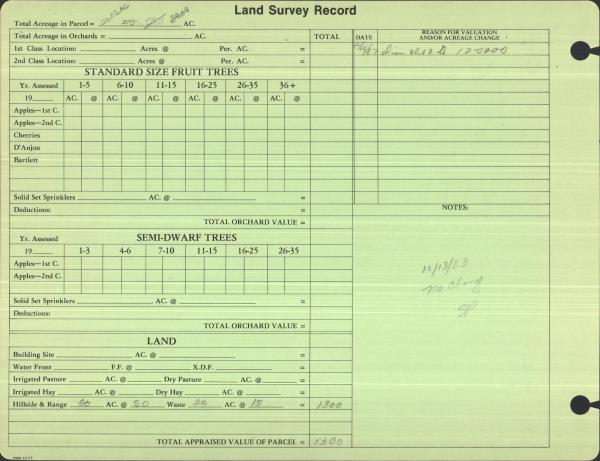 Land Survey Record
Total Acreage in Parcel = AC.
Total Acreage in Orchards = AC. TOTAL DATE REASON FOR VALUATION AND/OR ACREAGE CHANGE
1st Class Location: Acres @ Per. AC.
2nd Class Location: Acres @ Per. AC.
STANDARD SIZE FRUIT TREES
Yr. Assessed 1-5 6-10 11-15 16-25 26-35 36+
19 AC. @ AC. @ AC. @ AC. @ AC. @ AC. @
Apples—1st C.
Apples—2nd C.
Cherries
D'Anjou
Bartlett
Solid Set Sprinklers AC. @ =
Deductions: = NOTES:
TOTAL ORCHARD VALUE =
SEMI-DWARF TREES
Yr. Assessed
19 1-3 4-6 7-10 11-15 16-25 26-35
Apples—1st C.
Apples—2nd C.
10/13/83
no chang
Solid Set Sprinklers AC. @ =
Deductions:
TOTAL ORCHARD VALUE =
LAND
Building Site AC. @ =
Water Front F.F. @ X.D.F. =
Irrigated Pasture AC. @ Dry Pasture AC. @ =
Irrigated Hay AC. @ Dry Hay AC. @ =
Hillside & Range AC. @ 50 Waste 20 AC. @ 15 = 1300
TOTAL APPRAISED VALUE OF PARCEL = 1300